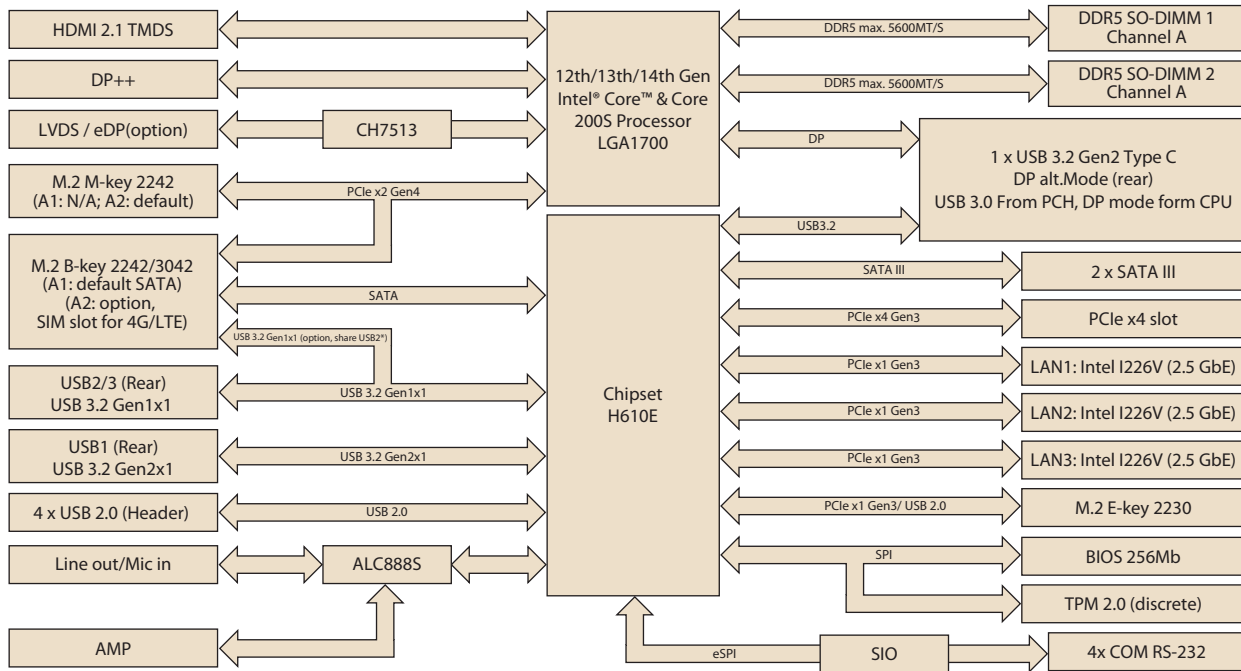 HDMI 2.1 TMDS
DP++
LVDS / eDP(option)
CH7513
M.2 M-key 2242
(A1: N/A; A2: default)
PCIe x2 Gen4
M.2 B-key 2242/3042
(A1: default SATA)
(A2: option,
SIM slot for 4G/LTE)
SATA
USB 3.2 Gen1x1 (option, share USB2*)
USB2/3 (Rear)
USB 3.2 Gen1x1
USB 3.2 Gen1x1
USB1 (Rear)
USB 3.2 Gen2x1
USB 3.2 Gen2x1
4 x USB 2.0 (Header)
USB 2.0
Line out/Mic in
ALC888S
AMP
12th/13th/14th Gen
Intel® Core™ & Core
200S Processor
LGA1700
Chipset
H610E
DDR5 max. 5600MT/S
DDR5 SO-DIMM 1
Channel A
DDR5 max. 5600MT/S
DDR5 SO-DIMM 2
Channel A
DP
1 x USB 3.2 Gen2 Type C
DP alt.Mode (rear)
USB 3.0 From PCH, DP mode form CPU
USB3.2
SATA III
2 x SATA III
PCIe x4 Gen3
PCIe x4 slot
PCIe x1 Gen3
LAN1: Intel I226V (2.5 GbE)
PCIe x1 Gen3
LAN2: Intel I226V (2.5 GbE)
PCIe x1 Gen3
LAN3: Intel I226V (2.5 GbE)
PCIe x1 Gen3/ USB 2.0
M.2 E-key 2230
SPI
BIOS 256Mb
TPM 2.0 (discrete)
eSPI
SIO
4x COM RS-232